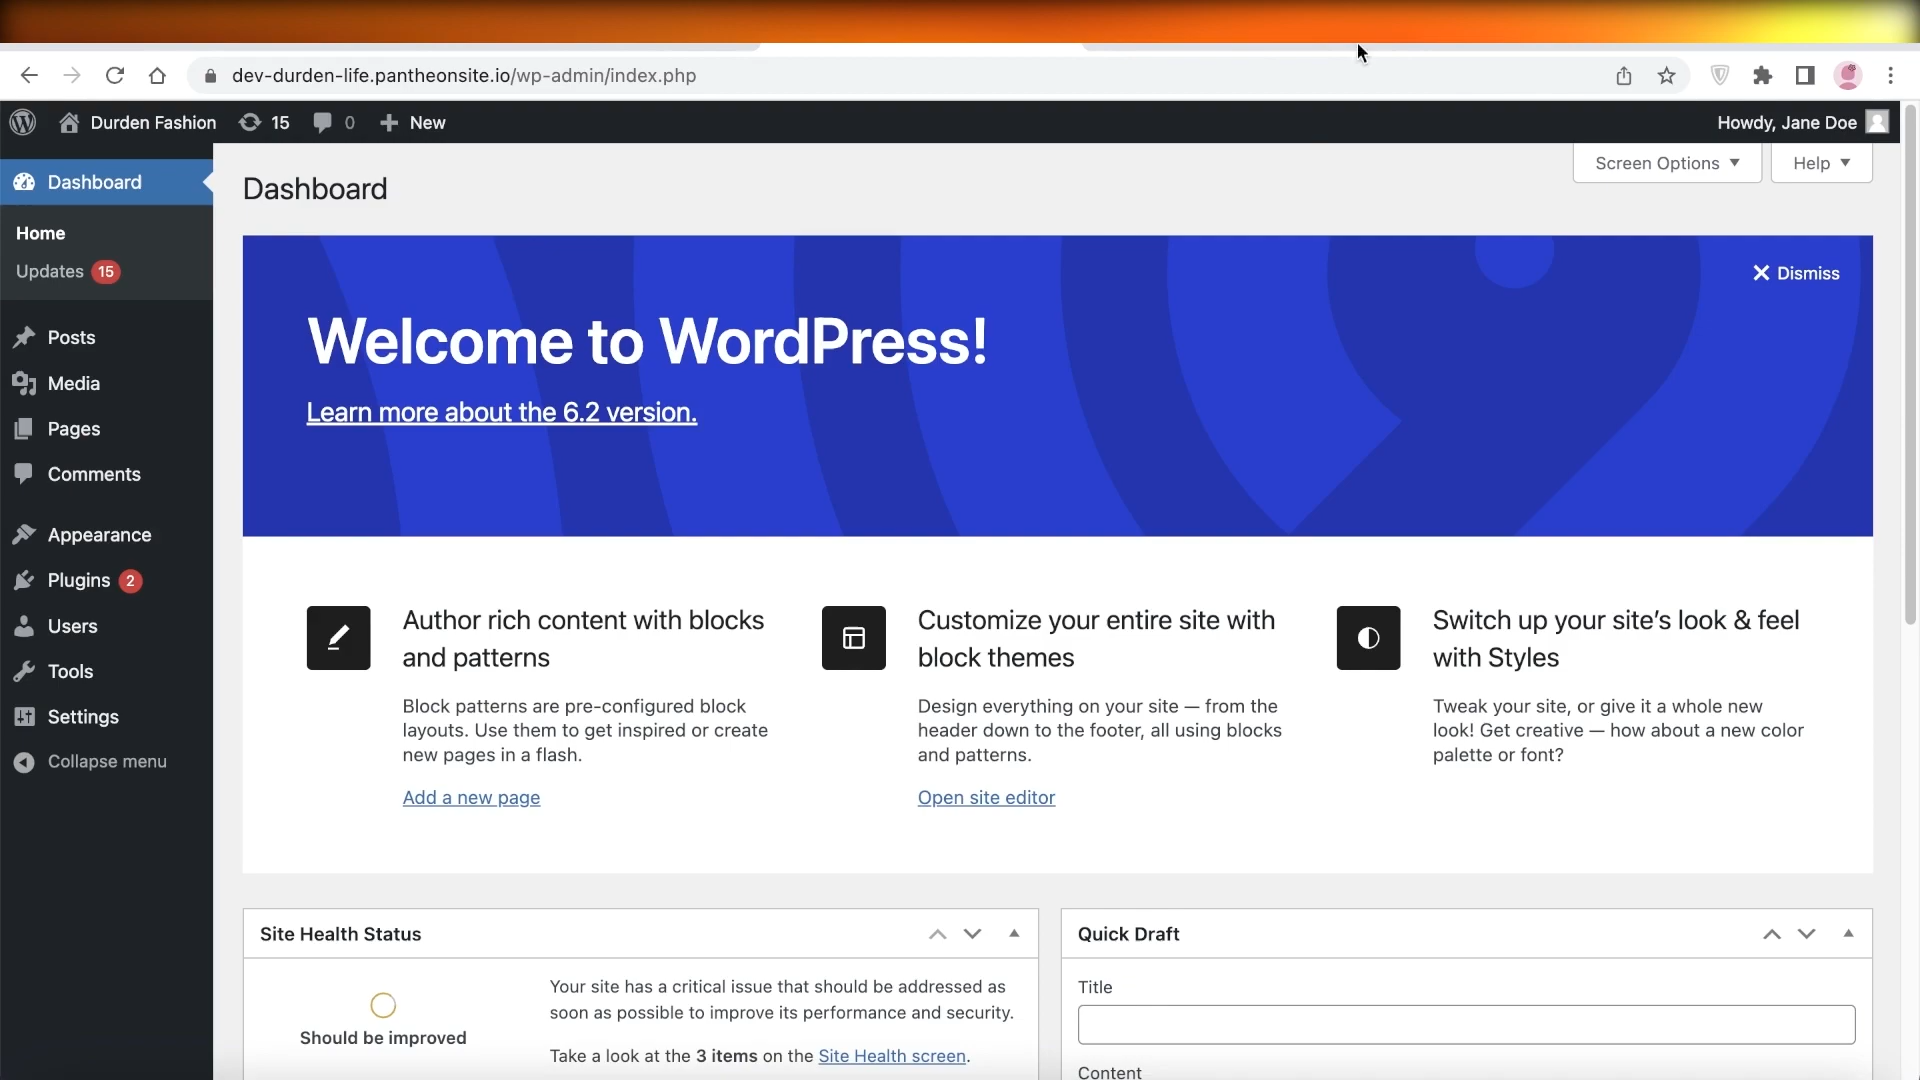 dev-durden-life.pantheonsite.io/wp-admin/index.php
Durden Fashion 15 0 New
Howdy, Jane Doe
Screen Options
Help
Dashboard
Home
Updates 15
Posts
Media
Pages
Comments
Appearance
Plugins 2
Users
Tools
Settings
Collapse menu
Dashboard
Dismiss
Welcome to WordPress!
Learn more about the 6.2 version.
Author rich content with blocks
and patterns
Block patterns are pre-configured block
layouts. Use them to get inspired or create
new pages in a flash.
Add a new page
Customize your entire site with
block themes
Design everything on your site — from the
header down to the footer, all using blocks
and patterns.
Open site editor
Switch up your site’s look & feel
with Styles
Tweak your site, or give it a whole new
look! Get creative — how about a new color
palette or font?
Site Health Status
Should be improved
Your site has a critical issue that should be addressed as
soon as possible to improve its performance and security.
Take a look at the 3 items on the Site Health screen.
Quick Draft
Title
Content